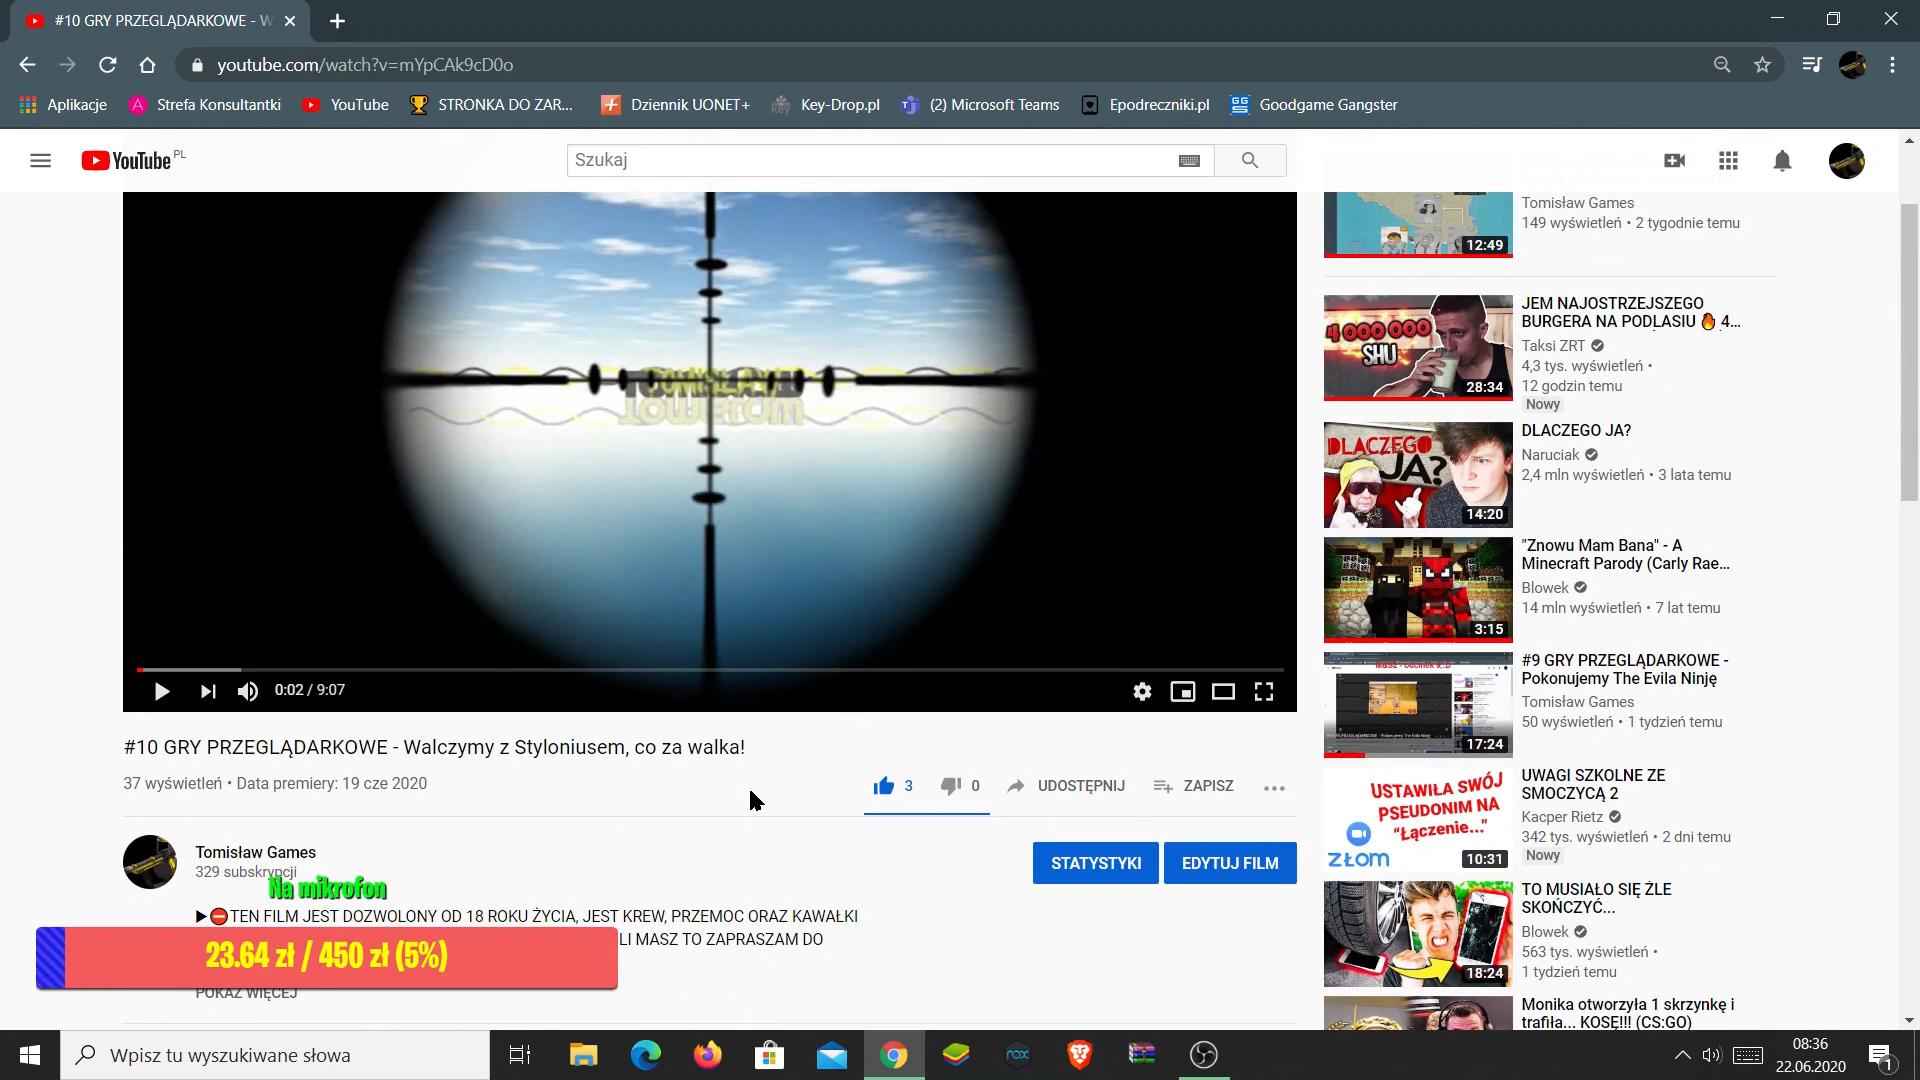 #10 GRY PRZEGLĄDARKOWE - W
youtube.com/watch?v=mYpCAk9cD0o
Aplikacje
Strefa Konsultantki
YouTube
STRONKA DO ZAR...
Dziennik UONET+
Key-Drop.pl
(2) Microsoft Teams
Epodreczniki.pl
Goodgame Gangster
YouTube PL
Szukaj
0:02 / 9:07
#10 GRY PRZEGLĄDARKOWE - Walczymy z Styloniusem, co za walka!
37 wyświetleń • Data premiery: 19 cze 2020
3
0
UDOSTĘPNIJ
ZAPISZ
Tomisław Games
329 subskrypcji
STATYSTYKI
EDYTUJ FILM
Na mikrofon
TEN FILM JEST DOZWOLONY OD 18 ROKU ŻYCIA, JEST KREW, PRZEMOC ORAZ KAWAŁKI
LI MASZ TO ZAPRASZAM DO
23.64 zł / 450 zł (5%)
POKAŻ WIĘCEJ
Tomisław Games
149 wyświetleń • 2 tygodnie temu
12:49
4 000 000
SHU
28:34
JEM NAJOSTRZEJSZEGO
BURGERA NA PODLASIU 🔥 4...
Taksi ZRT
4,3 tys. wyświetleń •
12 godzin temu
Nowy
DLACZEGO
JA?
14:20
DLACZEGO JA?
Naruciak
2,4 mln wyświetleń • 3 lata temu
3:15
"Znowu Mam Bana" - A
Minecraft Parody (Carly Rae...
Blowek
14 mln wyświetleń • 7 lat temu
17:24
#9 GRY PRZEGLĄDARKOWE -
Pokonujemy The Evila Ninję
Tomisław Games
50 wyświetleń • 1 tydzień temu
USTAWIŁA SWÓJ
PSEUDONIM NA
"Łączenie..."
ZŁOM
10:31
UWAGI SZKOLNE ZE
SMOCZYCĄ 2
Kacper Rietz
342 tys. wyświetleń • 2 dni temu
Nowy
18:24
TO MUSIAŁO SIĘ ŹLE
SKOŃCZYĆ...
Blowek
563 tys. wyświetleń •
1 tydzień temu
Monika otworzyła 1 skrzynkę i
trafiła... KOSĘ!!! (CS:GO)
Wpisz tu wyszukiwane słowa
nox
08:36
22.06.2020
1